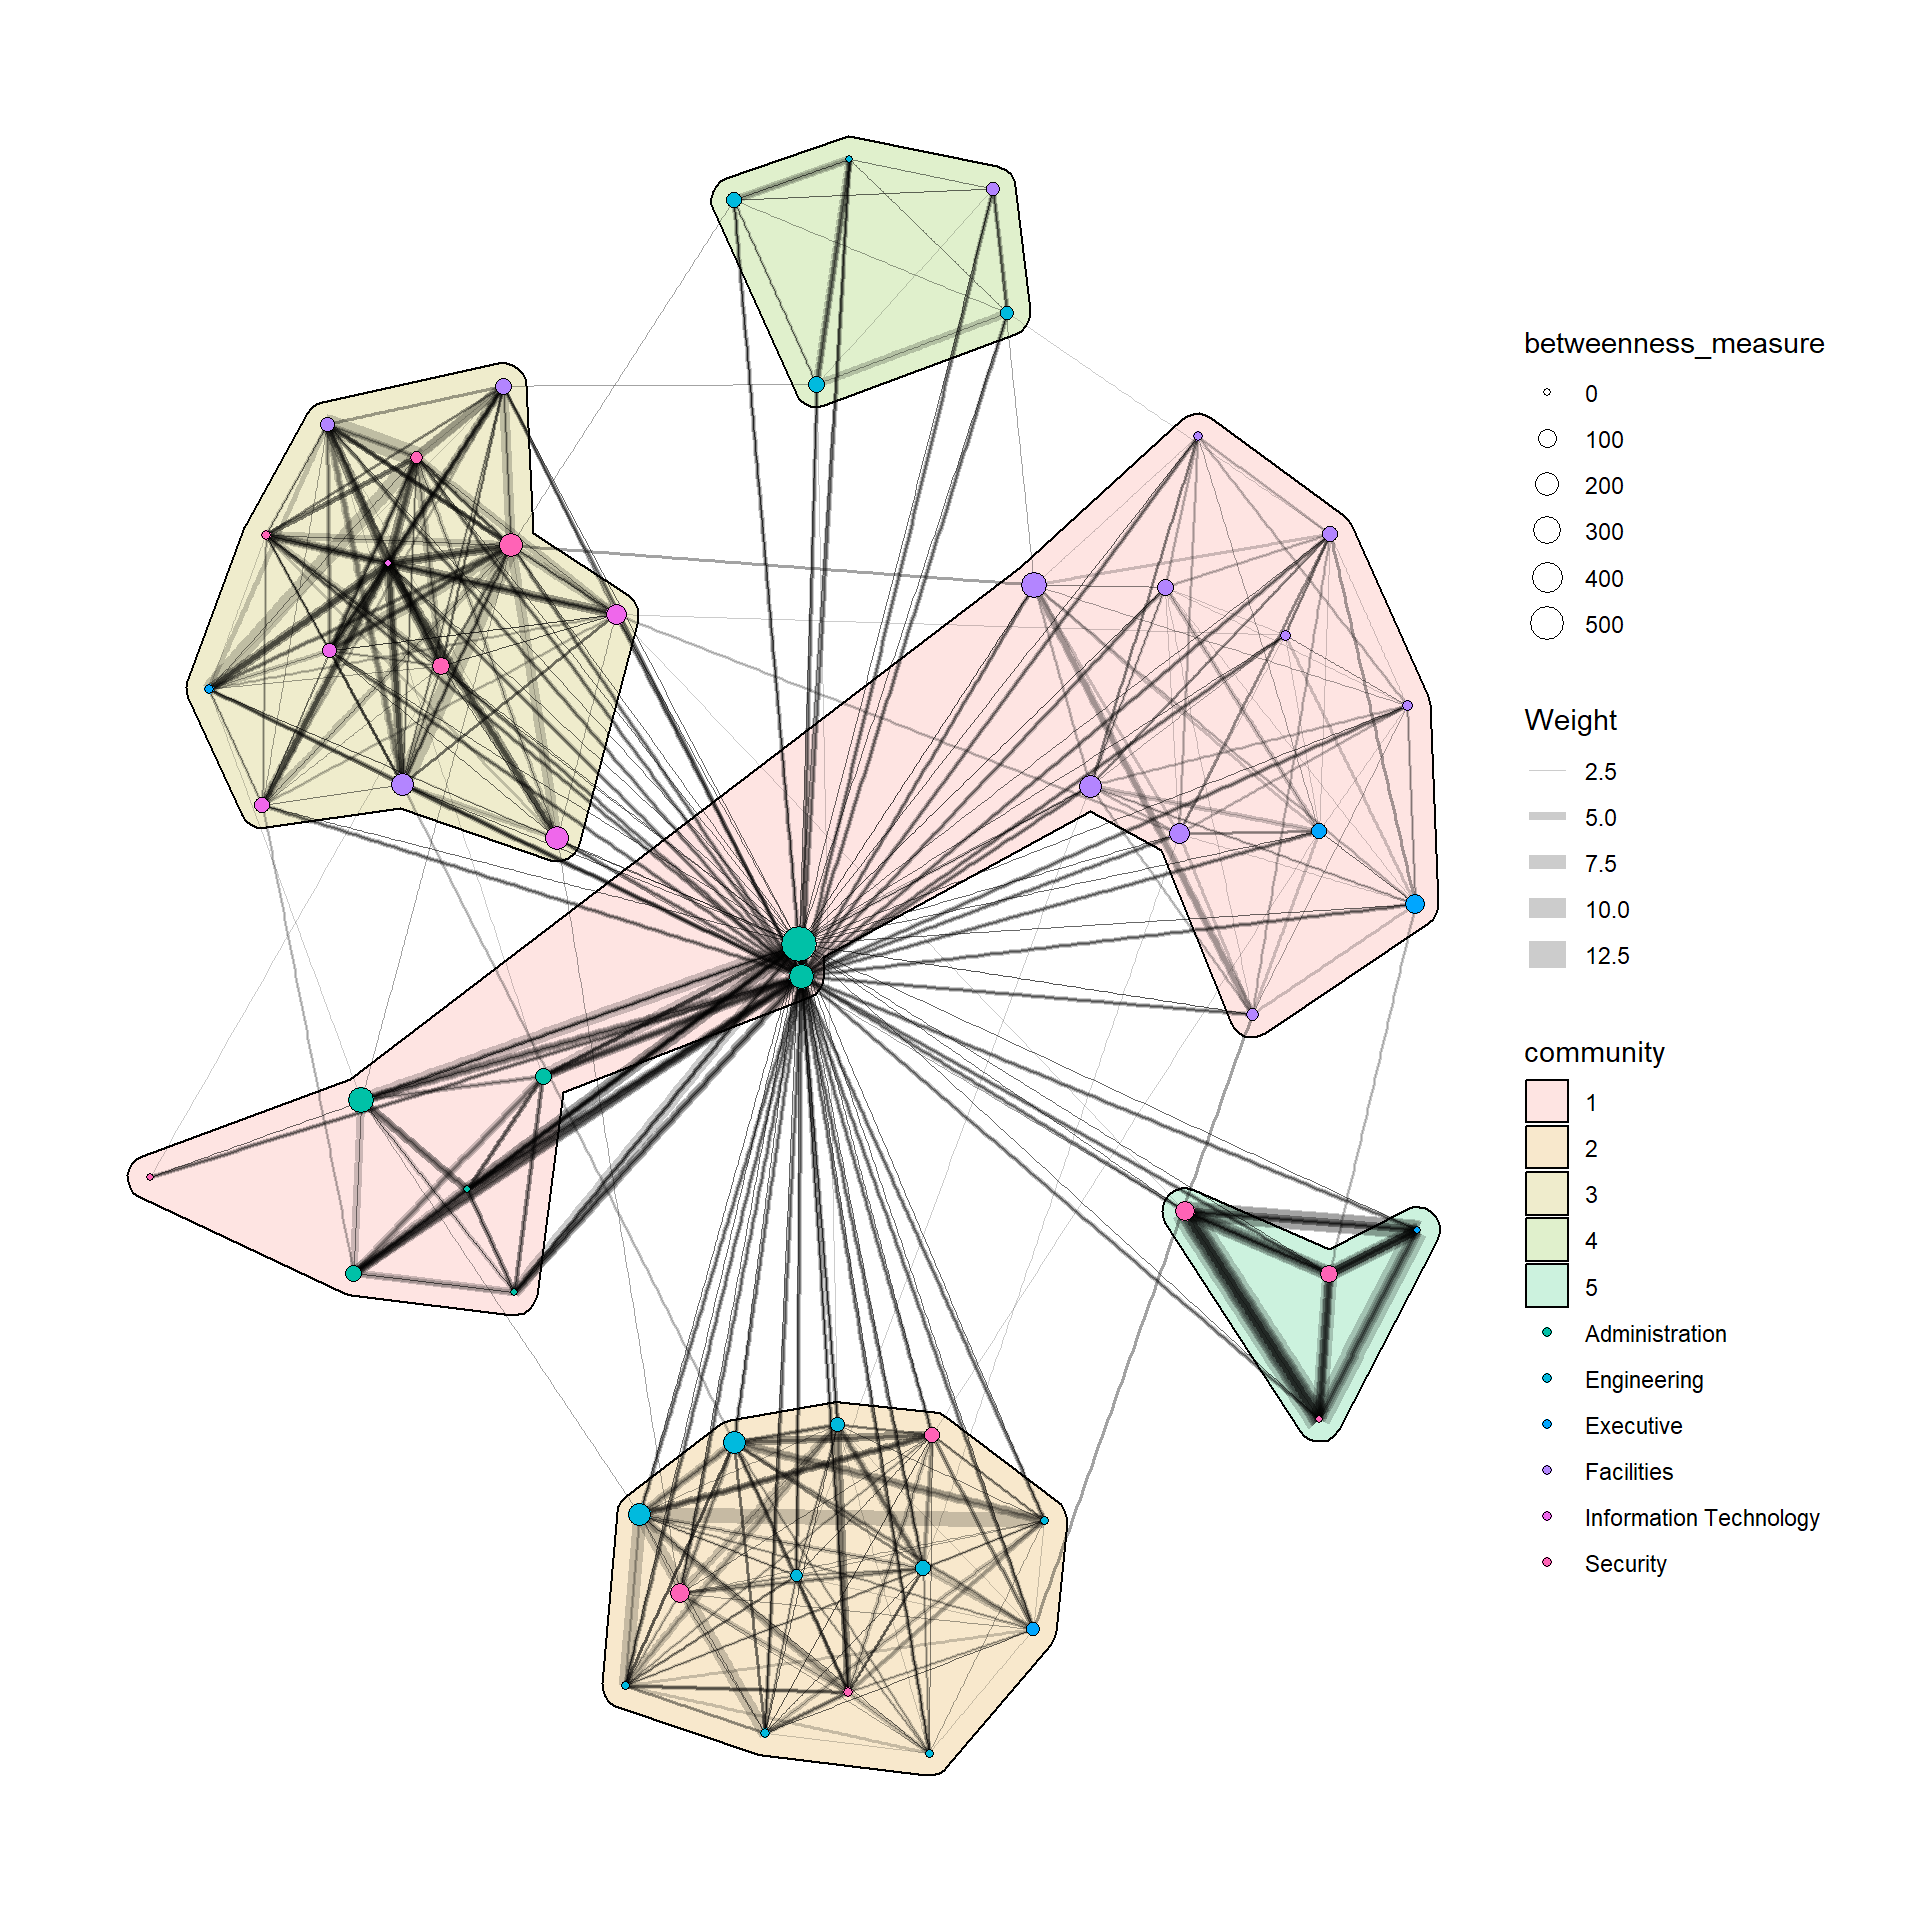 betweenness_measure
0
100
200
300
400
500
Weight
2.5
5.0
7.5
10.0
12.5
community
1
2
3
4
5
Administration
Engineering
Executive
Facilities
Information Technology
Security